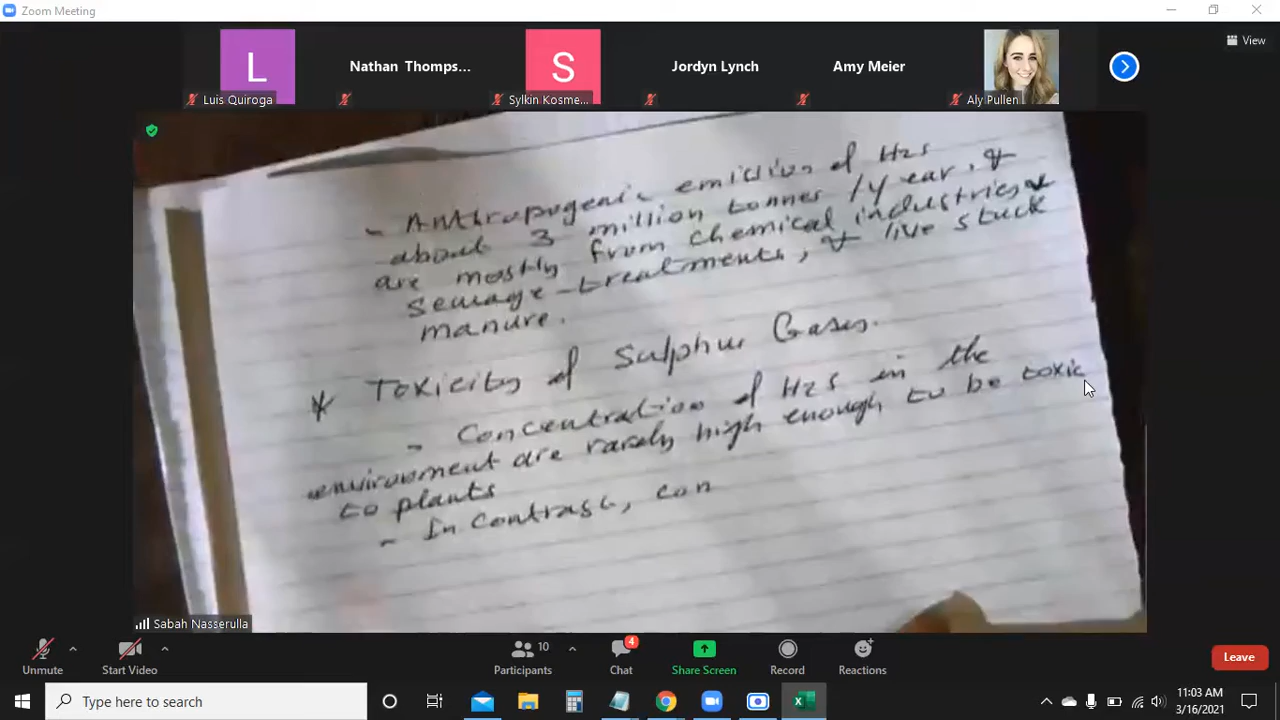 Zoom Meeting
View
L
Nathan Thomps...
S
Jordyn Lynch
Amy Meier
Luis Quiroga
Sylkin Kosme...
Aly Pullen
- Anthropogenic emission of H2S
about 3 million tonnes /year, &
are mostly from chemical industries &
sewage-treatments, & live stuck
manure.
* Toxicity of Sulphur Gases.
- Concentration of H2S in the
environment are rarely high enough to be toxic
to plants
- In contrast, con
Sabah Nasserulla
10
4
Unmute
Start Video
Participants
Chat
Share Screen
Record
Reactions
Leave
Type here to search
11:03 AM
3/16/2021